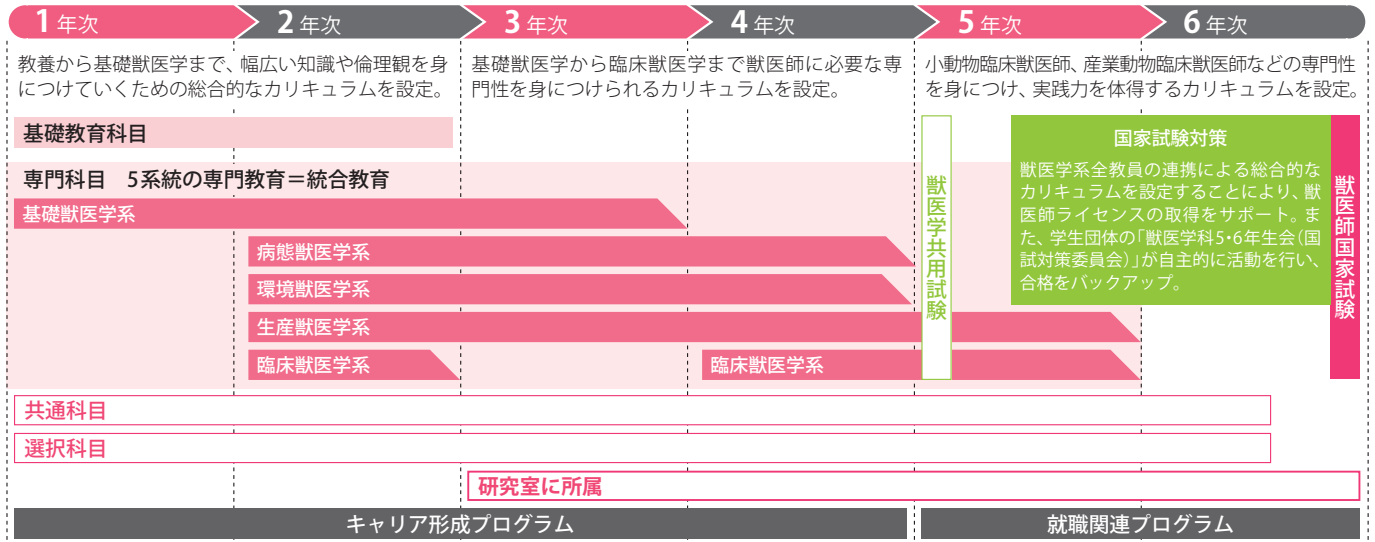 1年次
2年次
3年次
4年次
5年次
6年次
教養から基礎獣医学まで、幅広い知識や倫理観を身
につけていくための総合的なカリキュラムを設定。
基礎獣医学から臨床獣医学まで獣医師に必要な専
門性を身につけられるカリキュラムを設定。
小動物臨床獣医師、産業動物臨床獣医師などの専門性
を身につけ、実践力を体得するカリキュラムを設定。
基礎教育科目
専門科目　5系統の専門教育＝統合教育
基礎獣医学系
病態獣医学系
環境獣医学系
生産獣医学系
臨床獣医学系
臨床獣医学系
獣医学共用試験
国家試験対策
獣医学系全教員の連携による総合的な
カリキュラムを設定することにより、獣
医師ライセンスの取得をサポート。ま
た、学生団体の「獣医学科5・6年生会（国
試対策委員会）」が自主的に活動を行い、
合格をバックアップ。
獣医師国家試験
共通科目
選択科目
研究室に所属
キャリア形成プログラム
就職関連プログラム